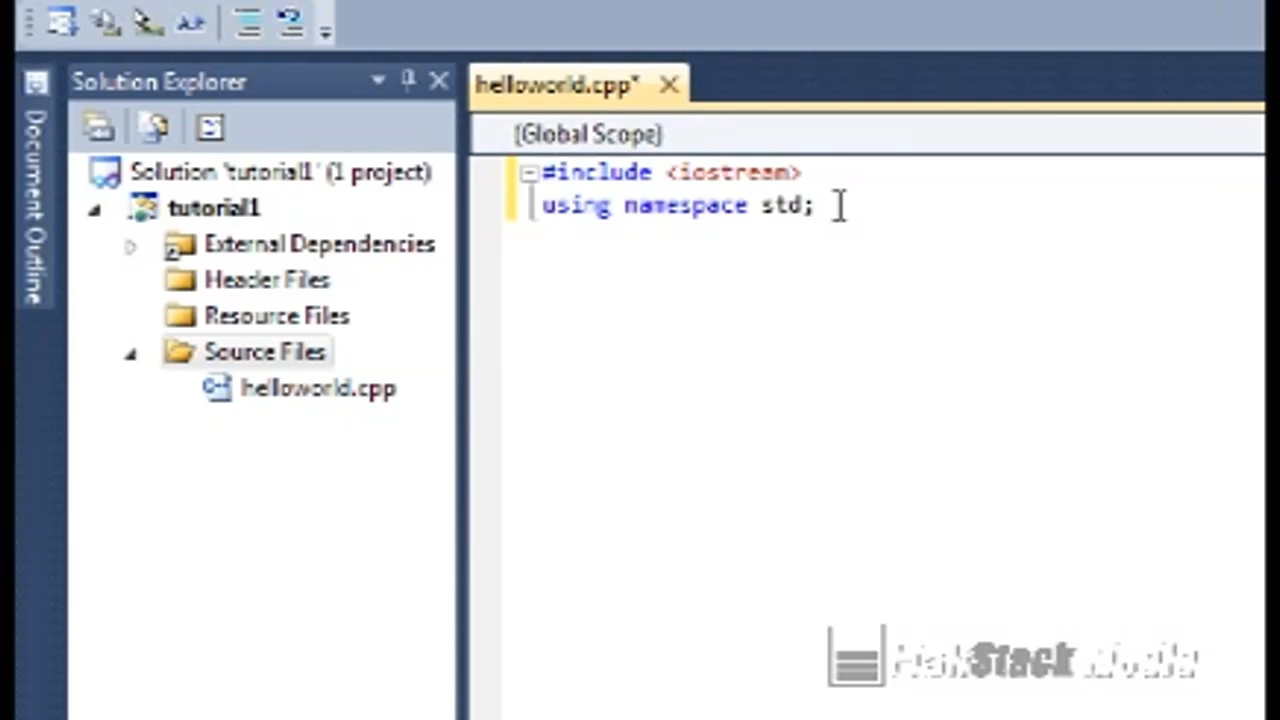 Solution Explorer
helloworld.cpp*
Document Outline
(Global Scope)
Solution 'tutorial1' (1 project)
tutorial1
External Dependencies
Header Files
Resource Files
Source Files
helloworld.cpp
#include <iostream>
using namespace std;
Stack